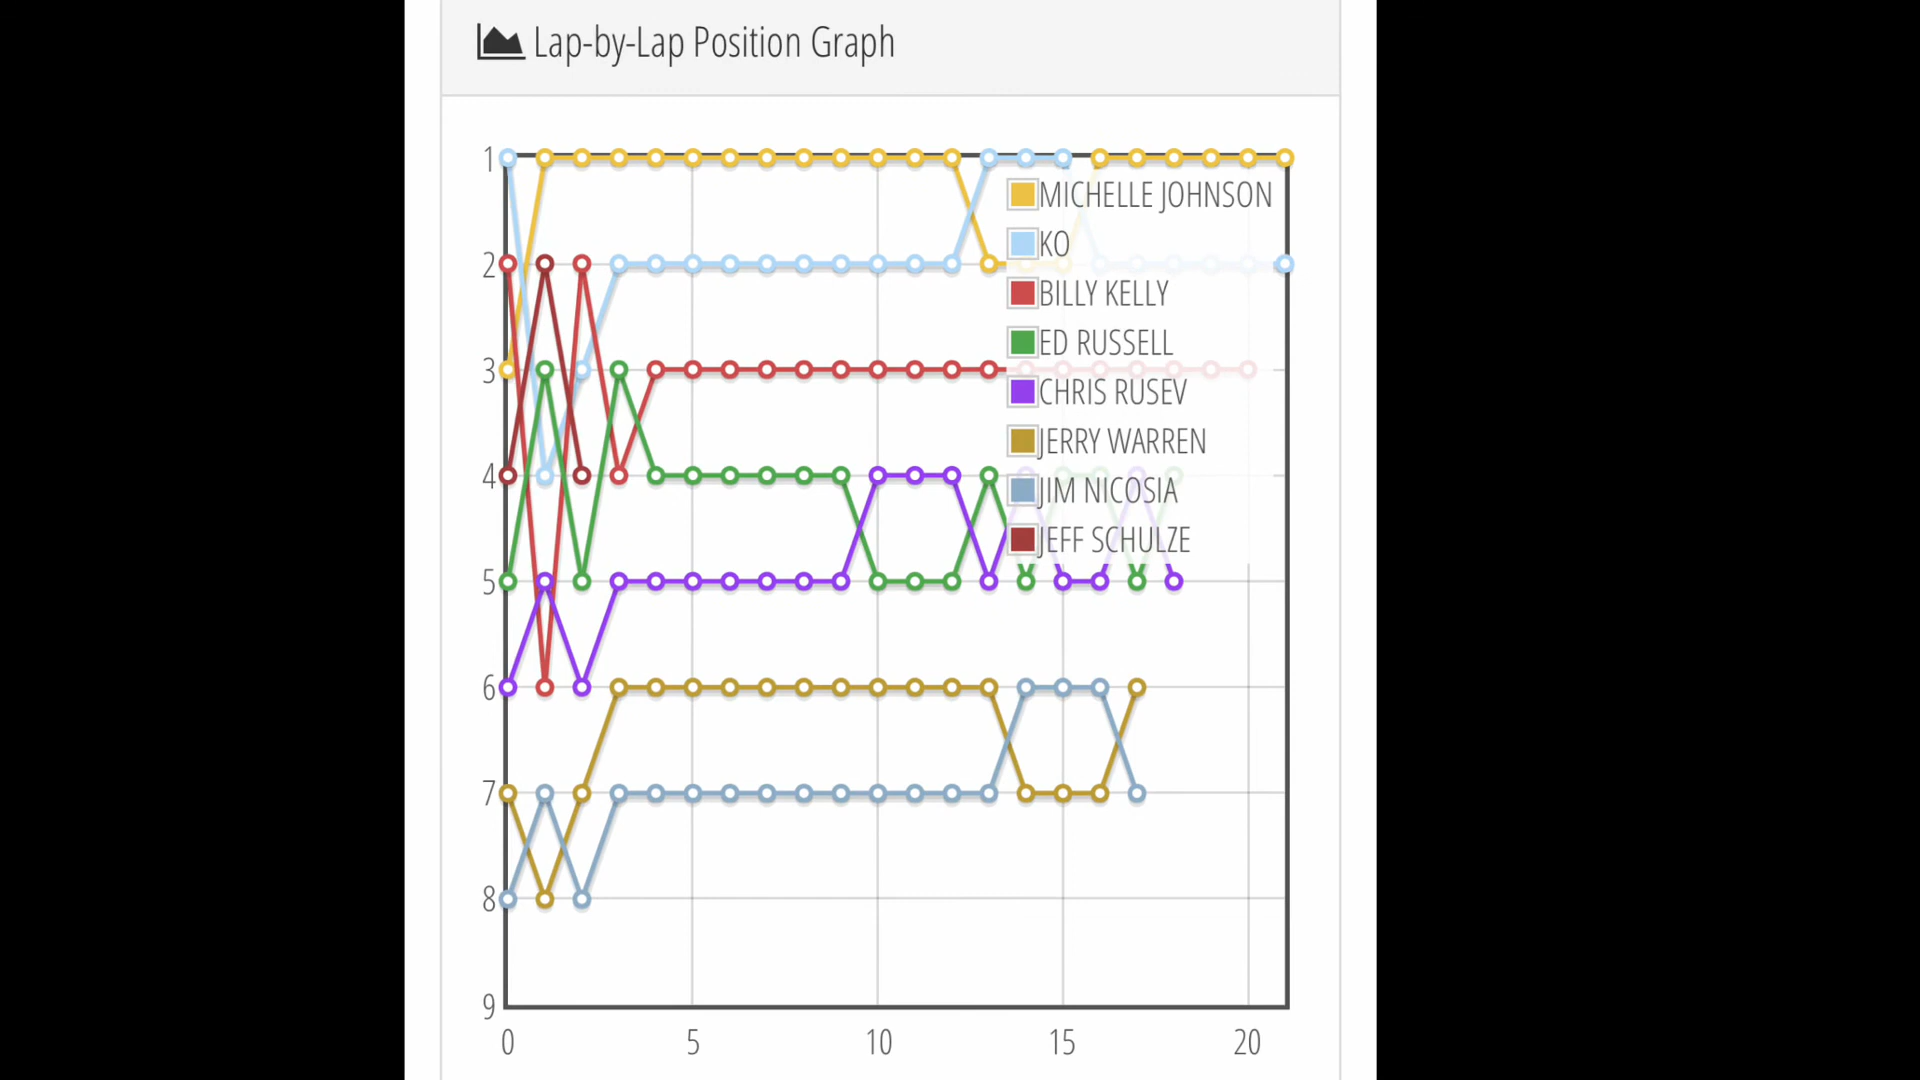 Lap-by-Lap Position Graph
1
MICHELLE JOHNSON
KO
2
BILLY KELLY
ED RUSSELL
3
CHRIS RUSEV
JERRY WARREN
4
JIM NICOSIA
JEFF SCHULZE
5
6
7
8
9
0 5 10 15 20